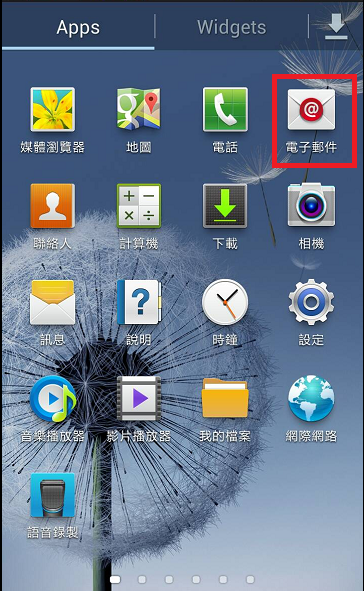 Apps
Widgets
媒體瀏覽器
地圖
電話
電子郵件
聯絡人
計算機
下載
相機
訊息
說明
時鐘
設定
音樂播放器
影片播放器
我的檔案
網際網路
語音錄製